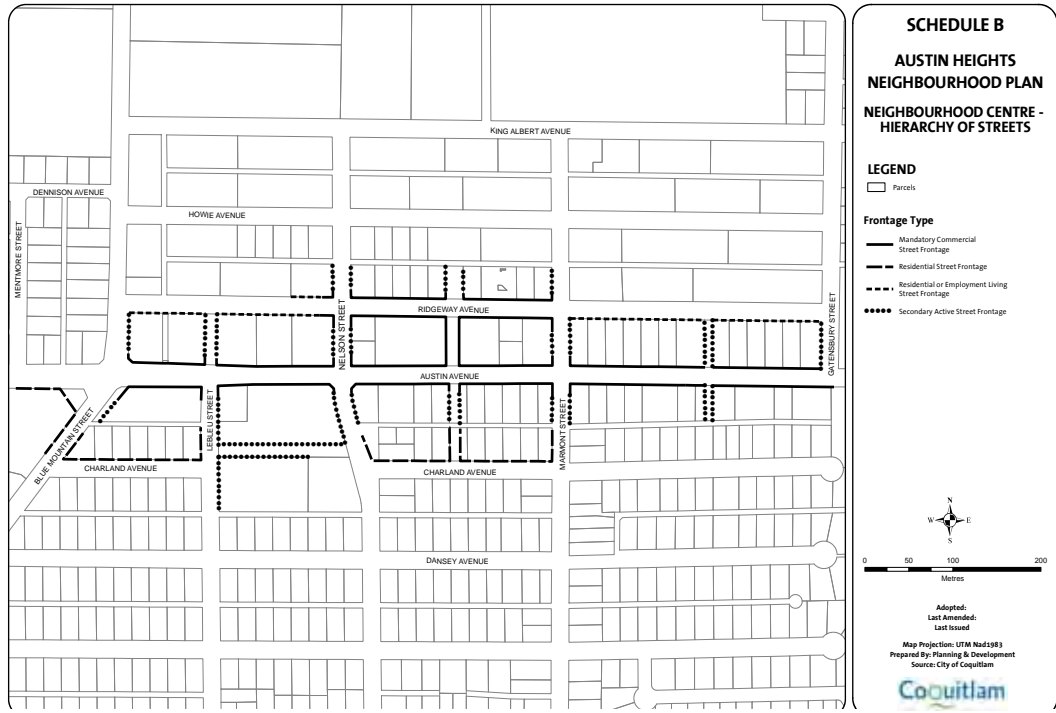 KING ALBERT AVENUE
DENNISON AVENUE
HOWIE AVENUE
MENTMORE STREET
RIDGEWAY AVENUE
NELSON STREET
GATENSBURY STREET
AUSTIN AVENUE
BLUE MOUNTAIN STREET
LEBLEU STREET
MARMONT STREET
CHARLAND AVENUE
CHARLAND AVENUE
DANSEY AVENUE
SCHEDULE B
AUSTIN HEIGHTS
NEIGHBOURHOOD PLAN
NEIGHBOURHOOD CENTRE -
HIERARCHY OF STREETS
LEGEND
Parcels
Frontage Type
Mandatory Commercial
Street Frontage
Residential Street Frontage
Residential or Employment Living
Street Frontage
Secondary Active Street Frontage
N
W E
S
0 50 100 200
Metres
Adopted:
Last Amended:
Last Issued
Map Projection: UTM Nad1983
Prepared By: Planning & Development
Source: City of Coquitlam
Coquitlam